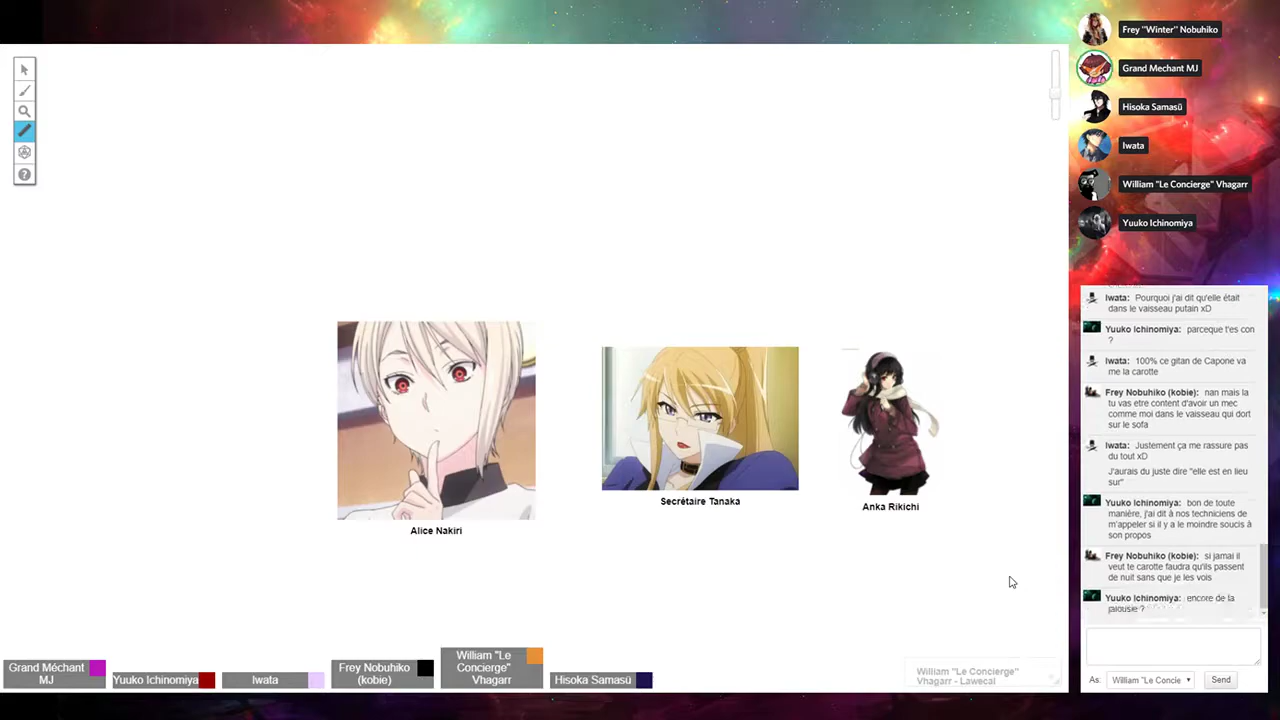 Frey "Winter" Nobuhiko
Grand Mechant MJ
Hisoka Samasū
Iwata
William "Le Concierge" Vhagarr
Yuuko Ichinomiya
Iwata: Pourquoi j'ai dit qu'elle était
dans le vaisseau putain xD
Yuuko Ichinomiya: parceque t'es con
?
Iwata: 100% ce gitan de Capone va
me la carotte
Frey Nobuhiko (kobie): nan mais la
tu vas etre content d'avoir un mec
comme moi dans le vaisseau qui dort
sur le sofa
Iwata: Justement ça me rassure pas
du tout xD
J'aurais du juste dire "elle est en lieu
sur"
Yuuko Ichinomiya: bon de toute
manière, j'ai dit à nos techniciens de
m'appeler si il y a le moindre soucis à
son propos
Frey Nobuhiko (kobie): si jamai il
veut te carotte faudra qu'ils passent
de nuit sans que je les vois
Yuuko Ichinomiya: encore de la
jalousie ?
As: William "Le Concie
Send
Alice Nakiri
Secrétaire Tanaka
Anka Rikichi
Grand Méchant
MJ
Yuuko Ichinomiya
Iwata
Frey Nobuhiko
(kobie)
William "Le
Concierge"
Vhagarr
Hisoka Samasū
William "Le Concierge"
Vhagarr - Lawecal